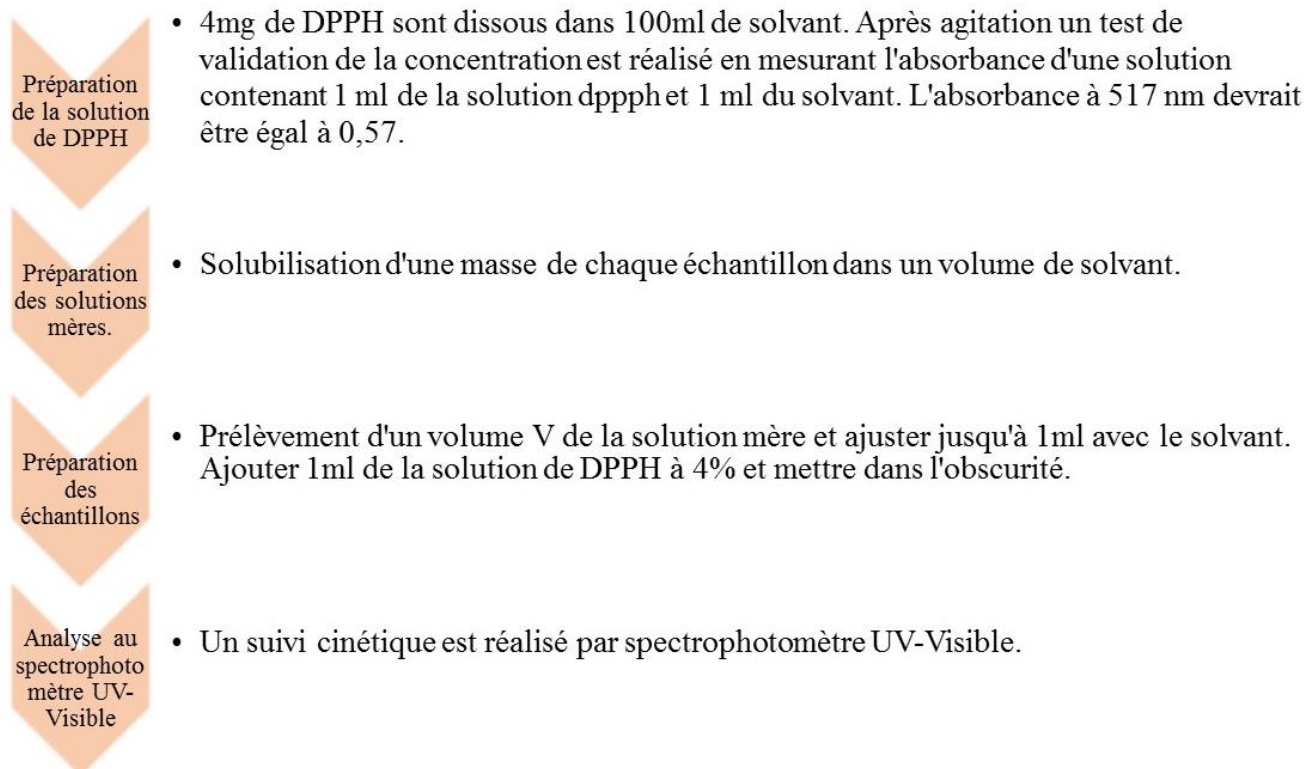 Préparation
de la solution
de DPPH
• 4mg de DPPH sont dissous dans 100ml de solvant. Après agitation un test de
validation de la concentration est réalisé en mesurant l'absorbance d'une solution
contenant 1 ml de la solution dppph et 1 ml du solvant. L'absorbance à 517 nm devrait
être égal à 0,57.
Préparation
des solutions
mères.
• Solubilisation d'une masse de chaque échantillon dans un volume de solvant.
Préparation
des
échantillons
• Prélèvement d'un volume V de la solution mère et ajuster jusqu'à 1ml avec le solvant.
Ajouter 1ml de la solution de DPPH à 4% et mettre dans l'obscurité.
Analyse au
spectrophoto
mètre UV-
Visible
• Un suivi cinétique est réalisé par spectrophotomètre UV-Visible.